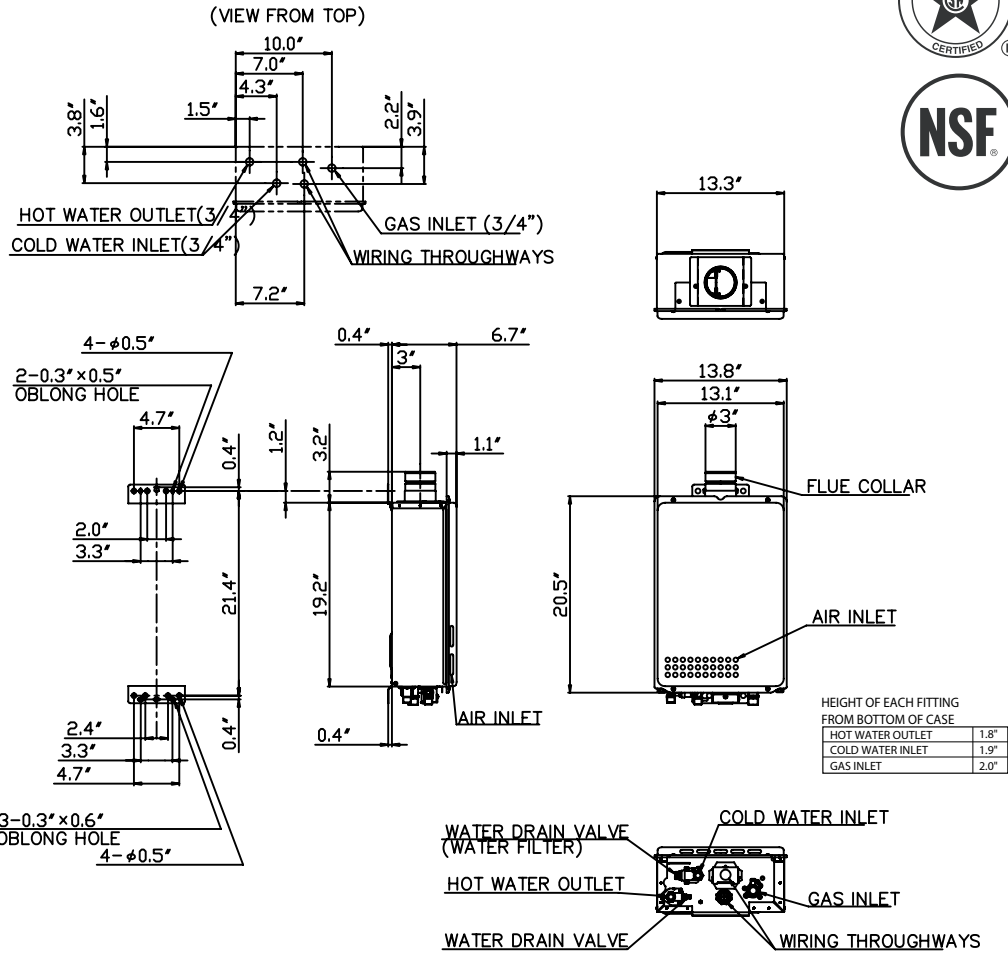 (VIEW FROM TOP)
CERTIFIED
NSF®
10.0"
7.0"
4.3"
1.5"
3.8"
1.6"
2.2"
3.9"
HOT WATER OUTLET(3/4")
COLD WATER INLET(3/4")
GAS INLET (3/4")
WIRING THROUGHWAYS
7.2"
13.3"
4-φ0.5"
2-0.3"×0.5"
OBLONG HOLE
4.7"
0.4"
2.0"
3.3"
21.4"
2.4"
3.3"
4.7"
0.4"
3-0.3"×0.6"
OBLONG HOLE
4-φ0.5"
0.4"
6.7"
3"
1.2"
3.2"
1.1"
19.2"
0.4"
AIR INLET
13.8"
13.1"
φ3"
FLUE COLLAR
20.5"
AIR INLET
HEIGHT OF EACH FITTING
FROM BOTTOM OF CASE
HOT WATER OUTLET 1.8"
COLD WATER INLET 1.9"
GAS INLET 2.0"
WATER DRAIN VALVE
(WATER FILTER)
COLD WATER INLET
HOT WATER OUTLET
GAS INLET
WATER DRAIN VALVE
WIRING THROUGHWAYS